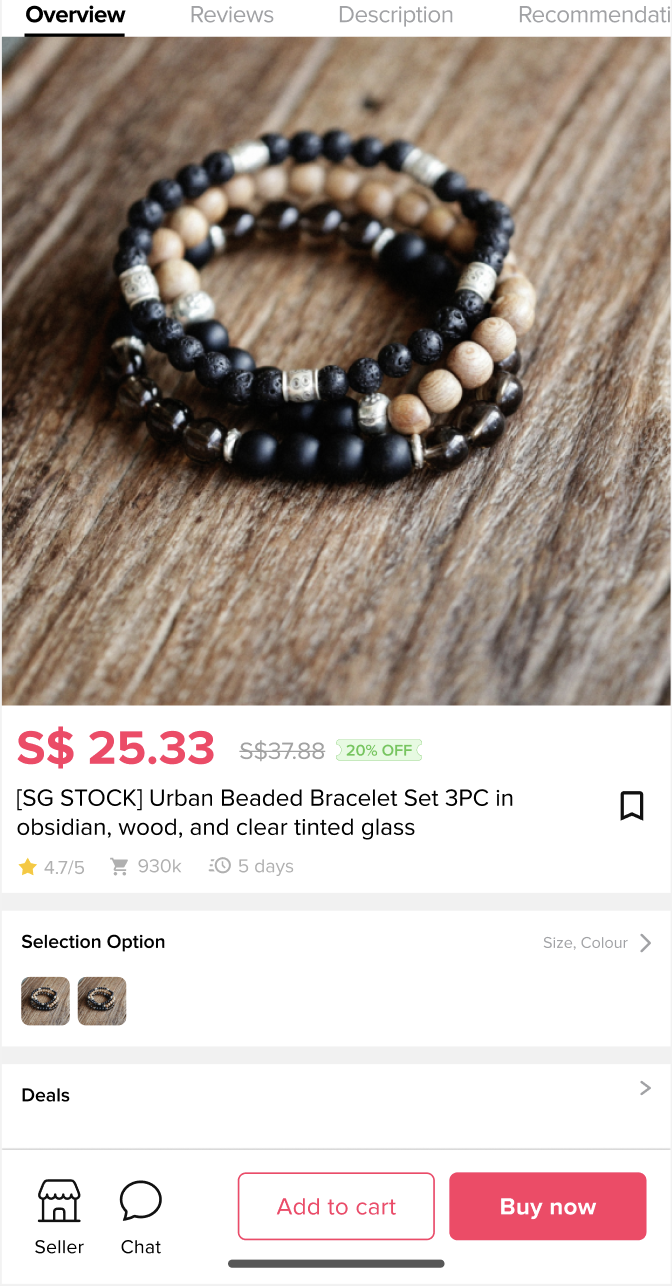 Overview Reviews Description Recommendati
S$ 25.33 S$37.88 20% OFF
[SG STOCK] Urban Beaded Bracelet Set 3PC in
obsidian, wood, and clear tinted glass
4.7/5 930k 5 days
Selection Option Size, Colour
Deals
Add to cart Buy now
Seller Chat